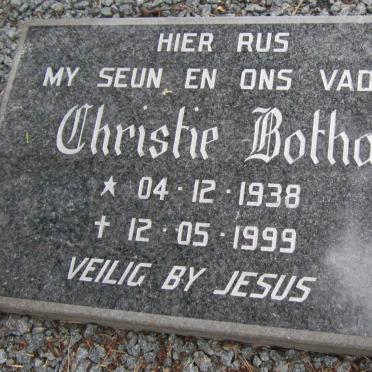 HIER RUS
MY SEUN EN ONS VAD
Christie Botha
★ 04·12·1938
✝ 12·05·1999
VEILIG BY JESUS